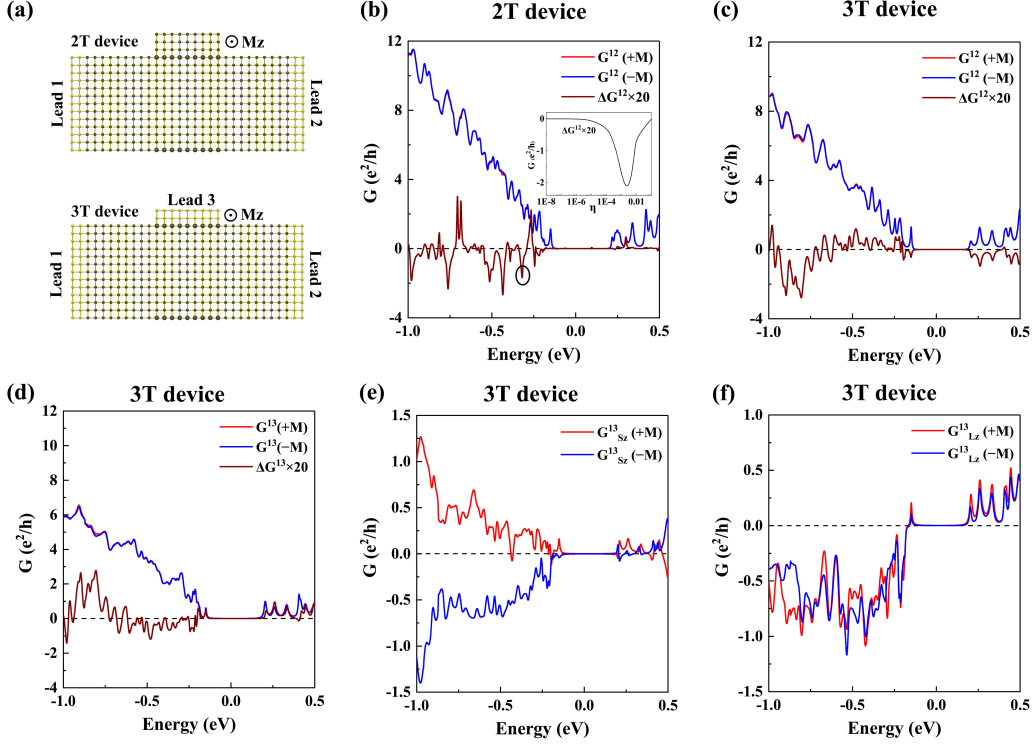 (a)
2T device
Mz
Lead 1
Lead 2
Lead 3
3T device
Mz
Lead 1
Lead 2
(b)
2T device
G¹² (+M)
G¹² (−M)
ΔG¹²×20
12
8
4
0
-4
G (e²/h)
ΔG¹²×20
0
-1
-2
G (e²/h)
1E-8 1E-6 1E-4 0.01
η
-1.0 -0.5 0.0 0.5
Energy (eV)
(c)
3T device
G¹² (+M)
G¹² (−M)
ΔG¹²×20
12
8
4
0
-4
G (e²/h)
-1.0 -0.5 0.0 0.5
Energy (eV)
(d)
3T device
G¹³(+M)
G¹³(−M)
ΔG¹³×20
12
10
8
6
4
2
0
-2
-4
G (e²/h)
-1.0 -0.5 0.0 0.5
Energy (eV)
(e)
3T device
G¹³Sz (+M)
G¹³Sz (−M)
1.5
1.0
0.5
0.0
-0.5
-1.0
-1.5
G (e²/h)
-1.0 -0.5 0.0 0.5
Energy (eV)
(f)
3T device
G¹³Lz (+M)
G¹³Lz (−M)
1.0
0.5
0.0
-0.5
-1.0
-1.5
G (e²/h)
-1.0 -0.5 0.0 0.5
Energy (eV)